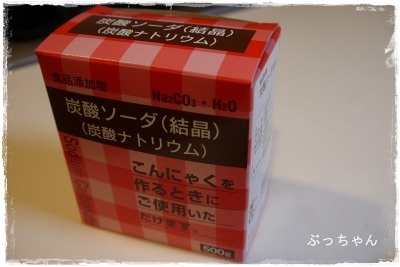 炭酸ソーダ(結晶)
(炭酸ナトリウム)
食品添加物
Na₂CO₃・H₂O
炭酸ソーダ(結晶)
(炭酸ナトリウム)
こんにゃくを
作るときに
ご使用いた
だけます。
500g
ぷっちゃん